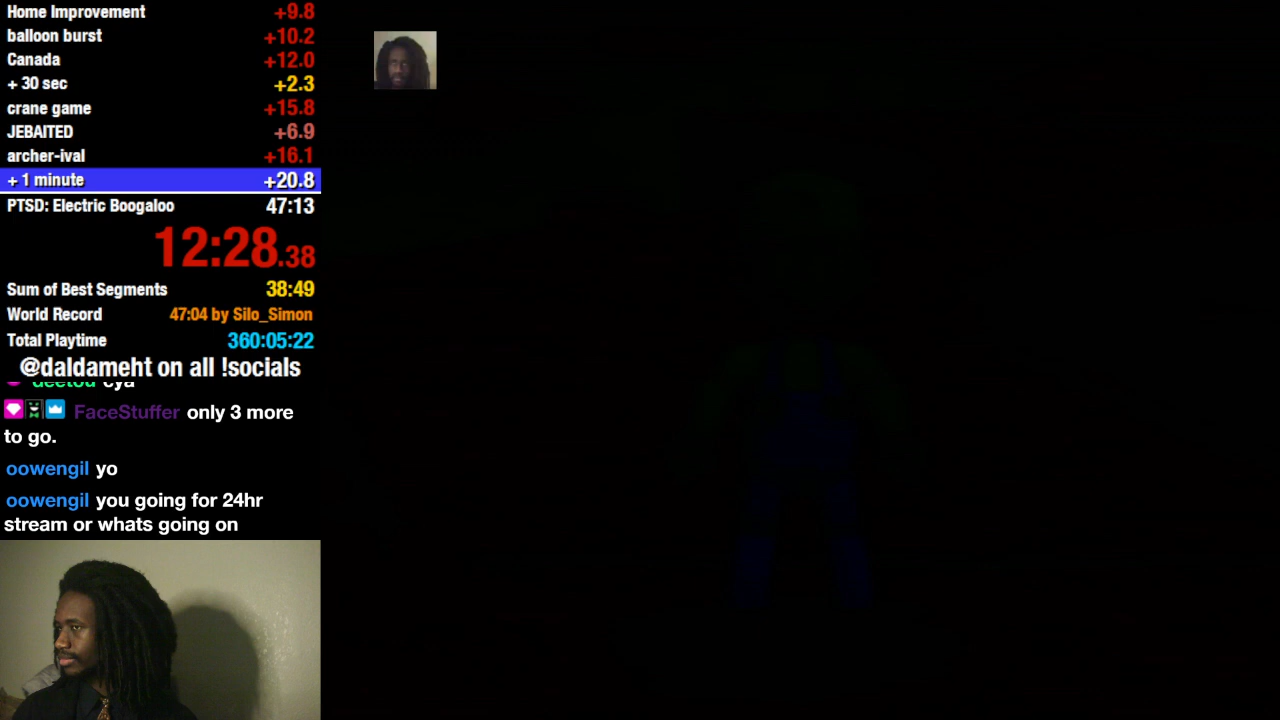 Home Improvement +9.8
balloon burst +10.2
Canada +12.0
+ 30 sec +2.3
crane game +15.8
JEBAITED +6.9
archer-ival +16.1
+ 1 minute +20.8
PTSD: Electric Boogaloo 47:13
12:28.38
Sum of Best Segments 38:49
World Record 47:04 by Silo_Simon
Total Playtime 360:05:22
@daldameht on all !socials
deetou cya
FaceStuffer only 3 more
to go.
oowengil yo
oowengil you going for 24hr
stream or whats going on